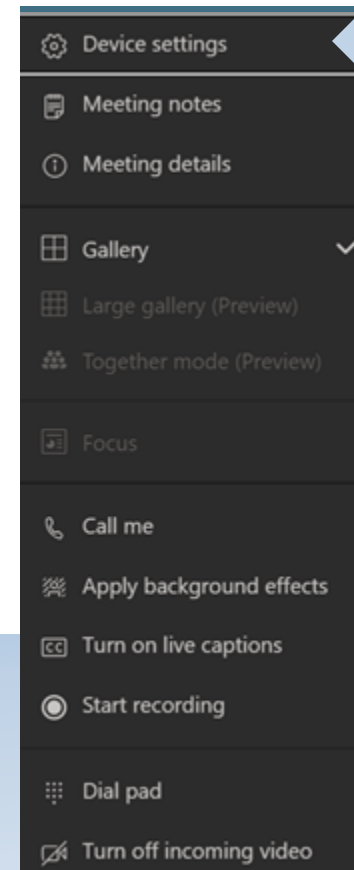 Device settings
Meeting notes
Meeting details
Gallery
Large gallery (Preview)
Together mode (Preview)
Focus
Call me
Apply background effects
CC Turn on live captions
Start recording
Dial pad
Turn off incoming video